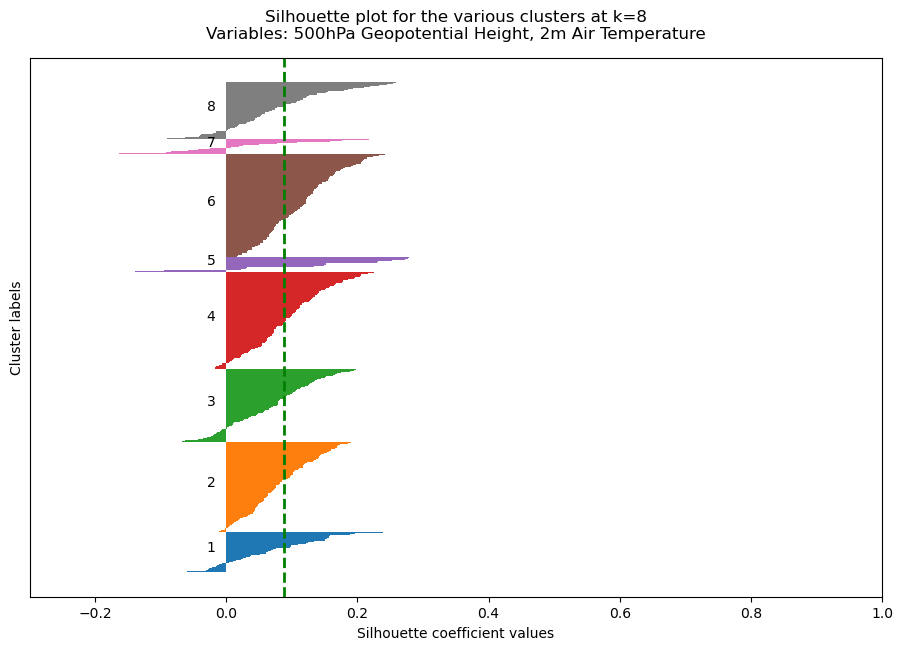 Silhouette plot for the various clusters at k=8
Variables: 500hPa Geopotential Height, 2m Air Temperature
Cluster labels
8
7
6
5
4
3
2
1
−0.2 0.0 0.2 0.4 0.6 0.8 1.0
Silhouette coefficient values